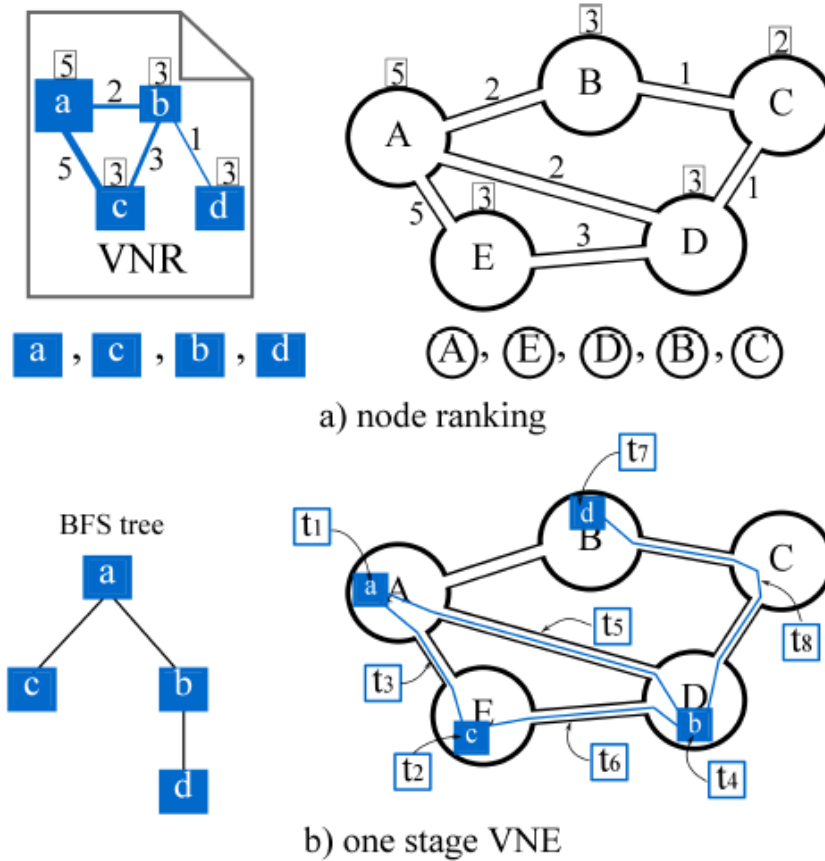 5 3
a 2 b
5 3 1
3 3
c d
VNR
5 3 2
A B C
2 1
2 1
5 3 3
E 3 D
a , c , b , d
A, E, D, B, C
a) node ranking
BFS tree
a
c b
d
t7
t1 d
B C
a A
t5 t8
t3
E D
c b
t2 t6 t4
b) one stage VNE